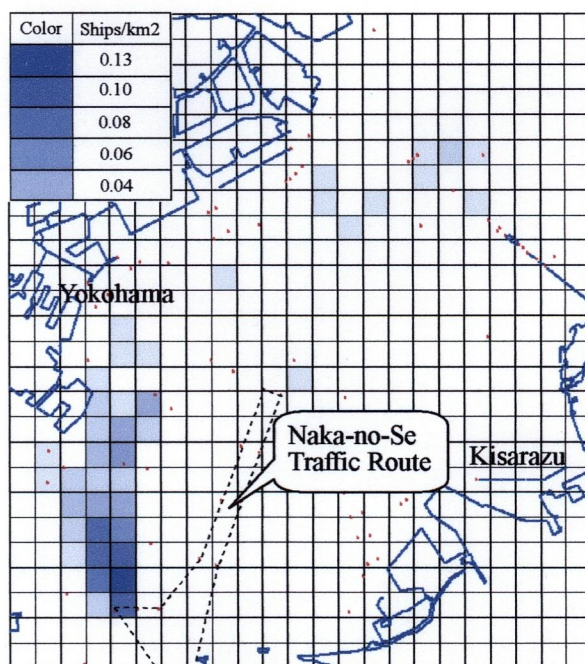 Color Ships/km2
0.13
0.10
0.08
0.06
0.04
Yokohama
Naka-no-Se
Traffic Route
Kisarazu